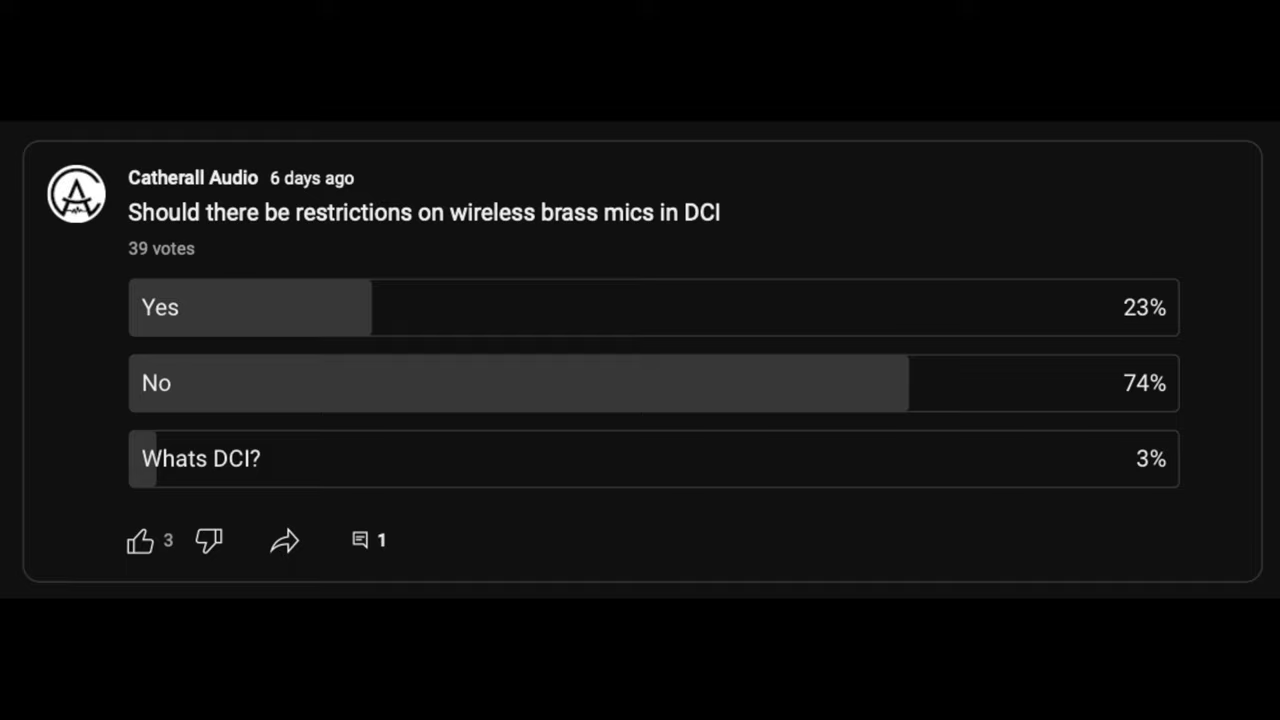 Catherall Audio 6 days ago
Should there be restrictions on wireless brass mics in DCI
39 votes
Yes 23%
No 74%
Whats DCI? 3%
3 1